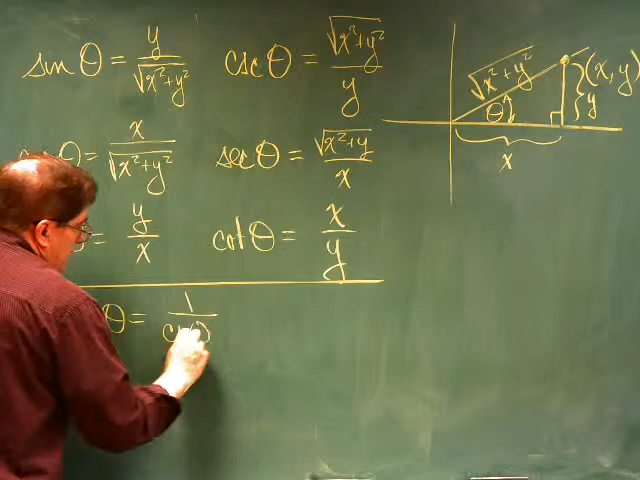 sin θ = y/√x²+y² csc θ = √x²+y²/y
θ = x/√x²+y² sec θ = √x²+y/x
θ = y/x cot θ = x/y
θ = 1/
√x²+y² (x, y)
y
θ
x